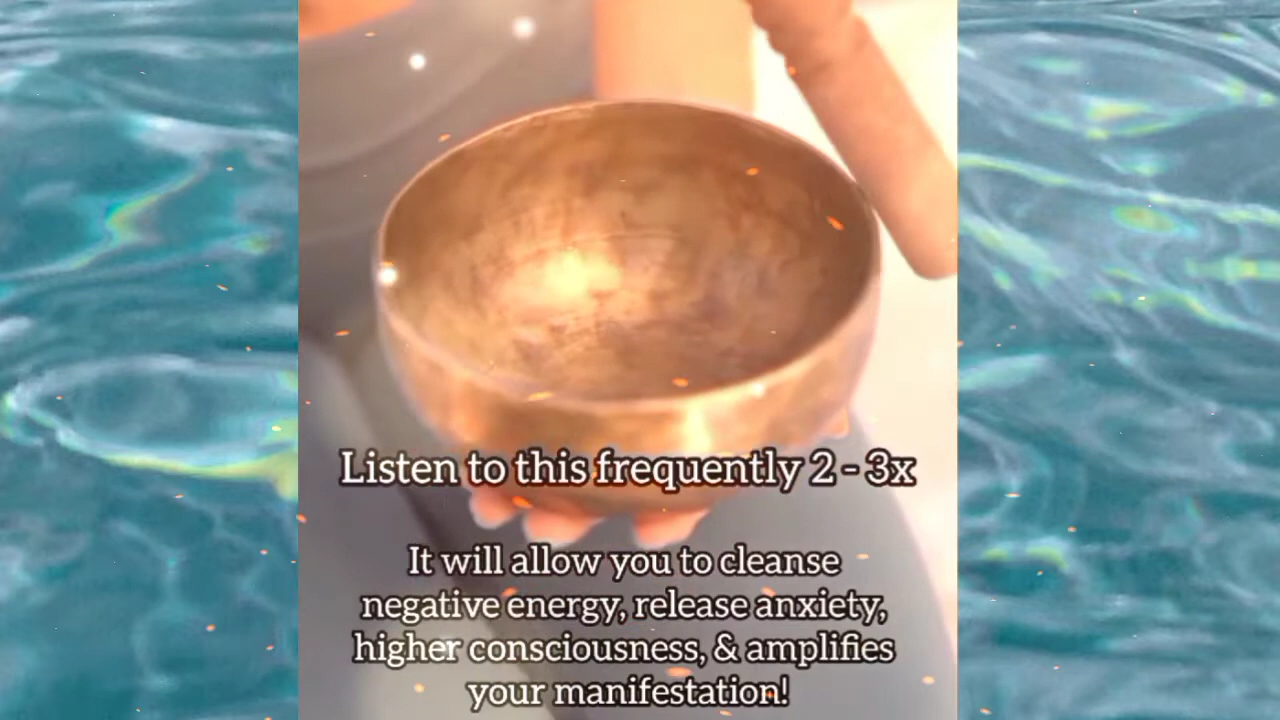 Listen to this frequently 2 - 3x
It will allow you to cleanse
negative energy, release anxiety,
higher consciousness, & amplifies
your manifestation!